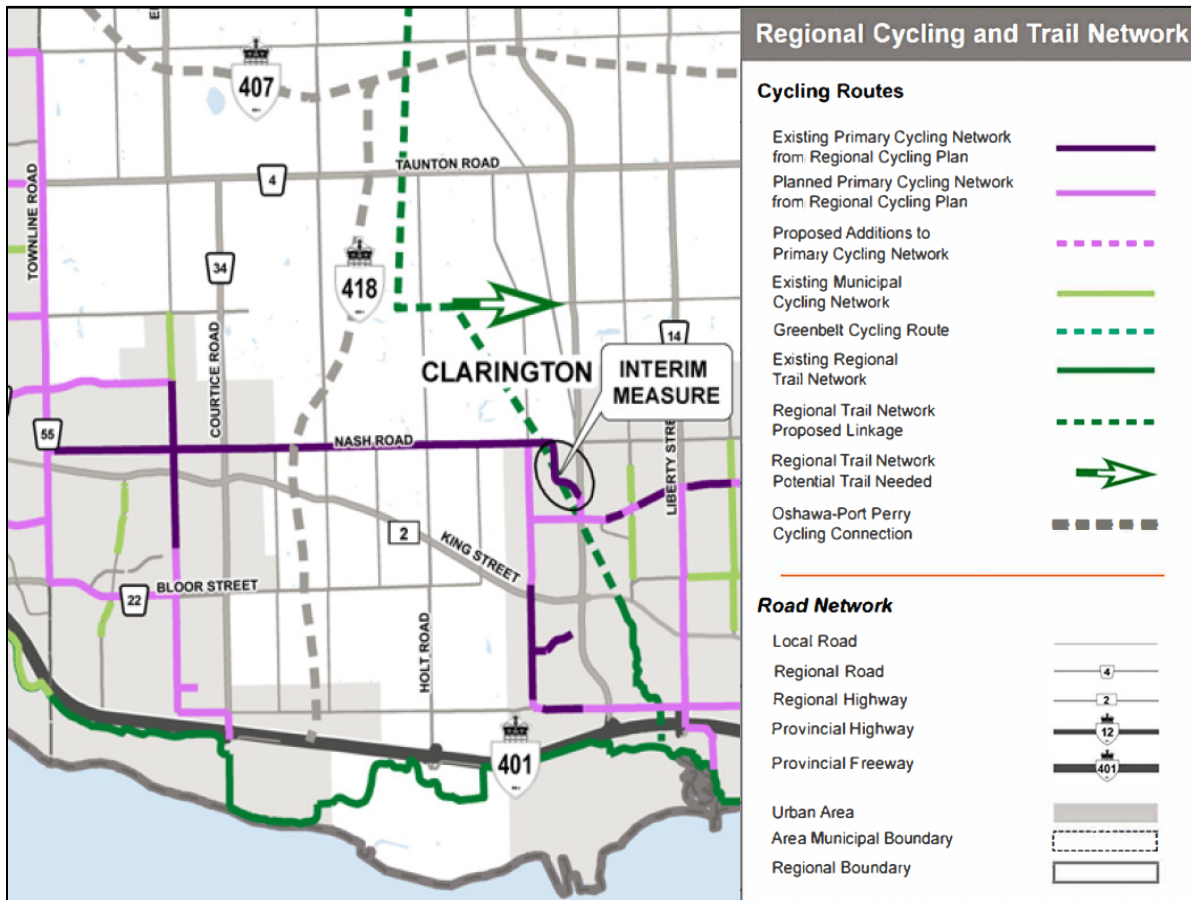 407
TAUNTON ROAD
4
TOWNLINE ROAD
34
418
14
CLARINGTON
INTERIM
MEASURE
COURTICE ROAD
LIBERTY STRE
55
NASH ROAD
2
KING STREET
BLOOR STREET
22
HOLT ROAD
401
Regional Cycling and Trail Network
Cycling Routes
Existing Primary Cycling Network
from Regional Cycling Plan
Planned Primary Cycling Network
from Regional Cycling Plan
Proposed Additions to
Primary Cycling Network
Existing Municipal
Cycling Network
Greenbelt Cycling Route
Existing Regional
Trail Network
Regional Trail Network
Proposed Linkage
Regional Trail Network
Potential Trail Needed
Oshawa-Port Perry
Cycling Connection
Road Network
Local Road
Regional Road
4
Regional Highway
2
Provincial Highway
12
Provincial Freeway
401
Urban Area
Area Municipal Boundary
Regional Boundary